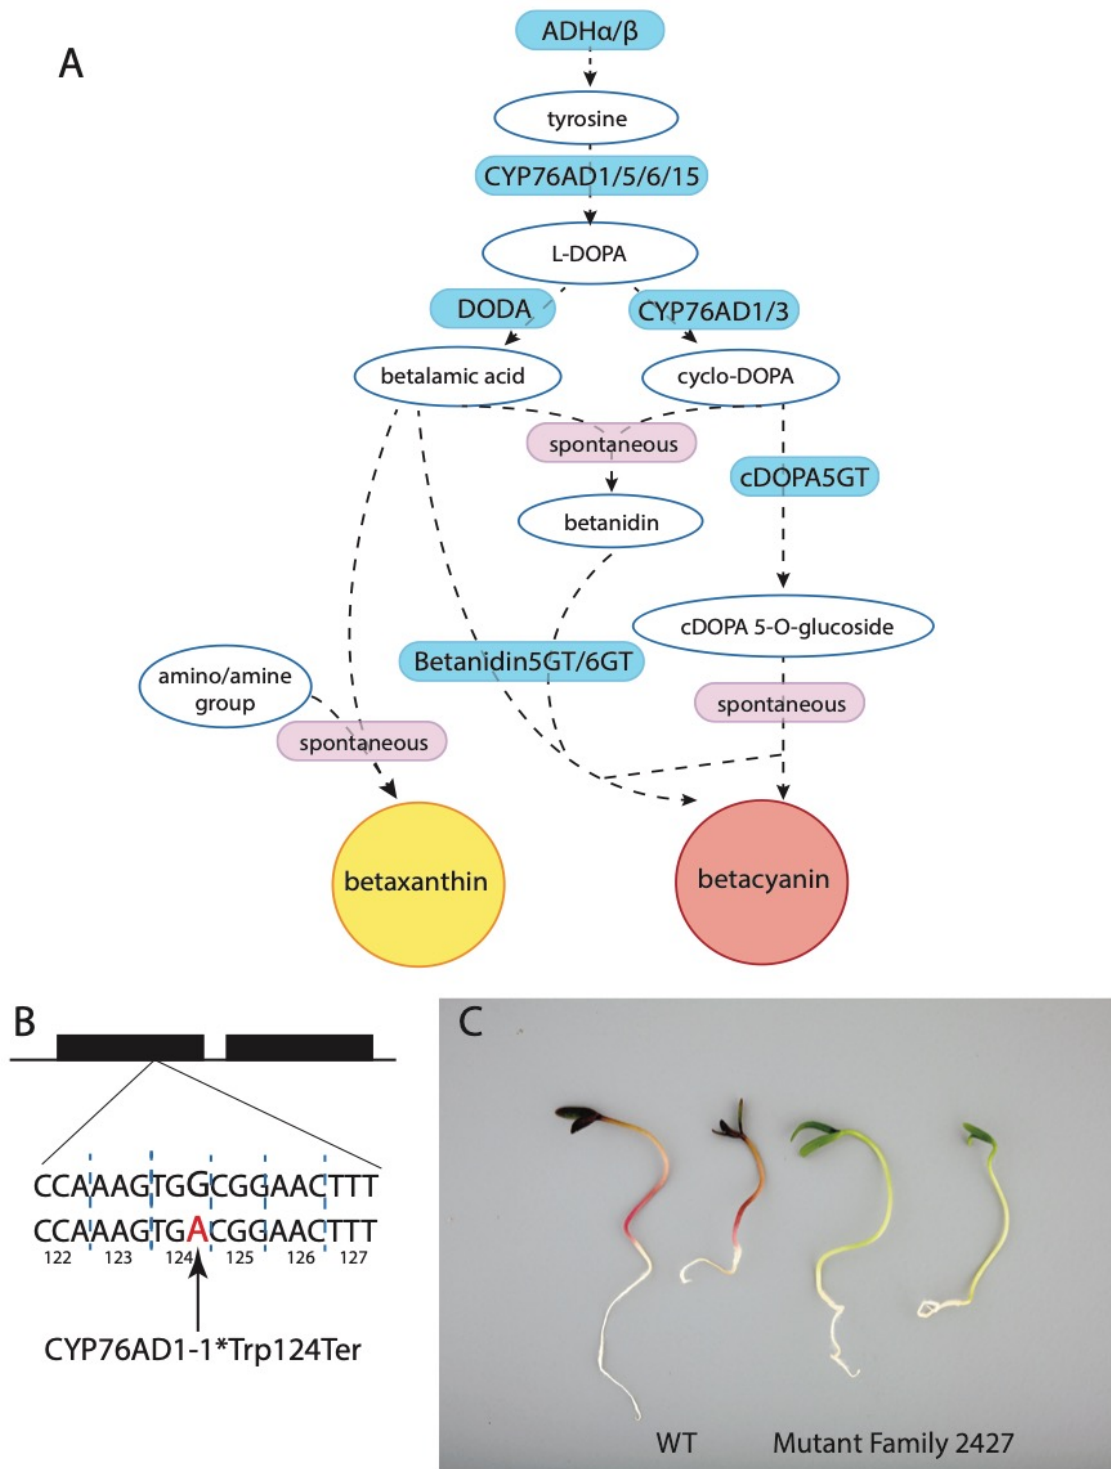 A
ADHα/β
tyrosine
CYP76AD1/5/6/15
L-DOPA
DODA
CYP76AD1/3
betalamic acid
cyclo-DOPA
spontaneous
cDOPA5GT
betanidin
cDOPA 5-O-glucoside
Betanidin5GT/6GT
amino/amine
group
spontaneous
spontaneous
betaxanthin
betacyanin
B
CCAAAGTGGCGGAACTTT
CCAAAGTGACGGAACTTT
122 123 124 125 126 127
CYP76AD1-1*Trp124Ter
C
WT
Mutant Family 2427